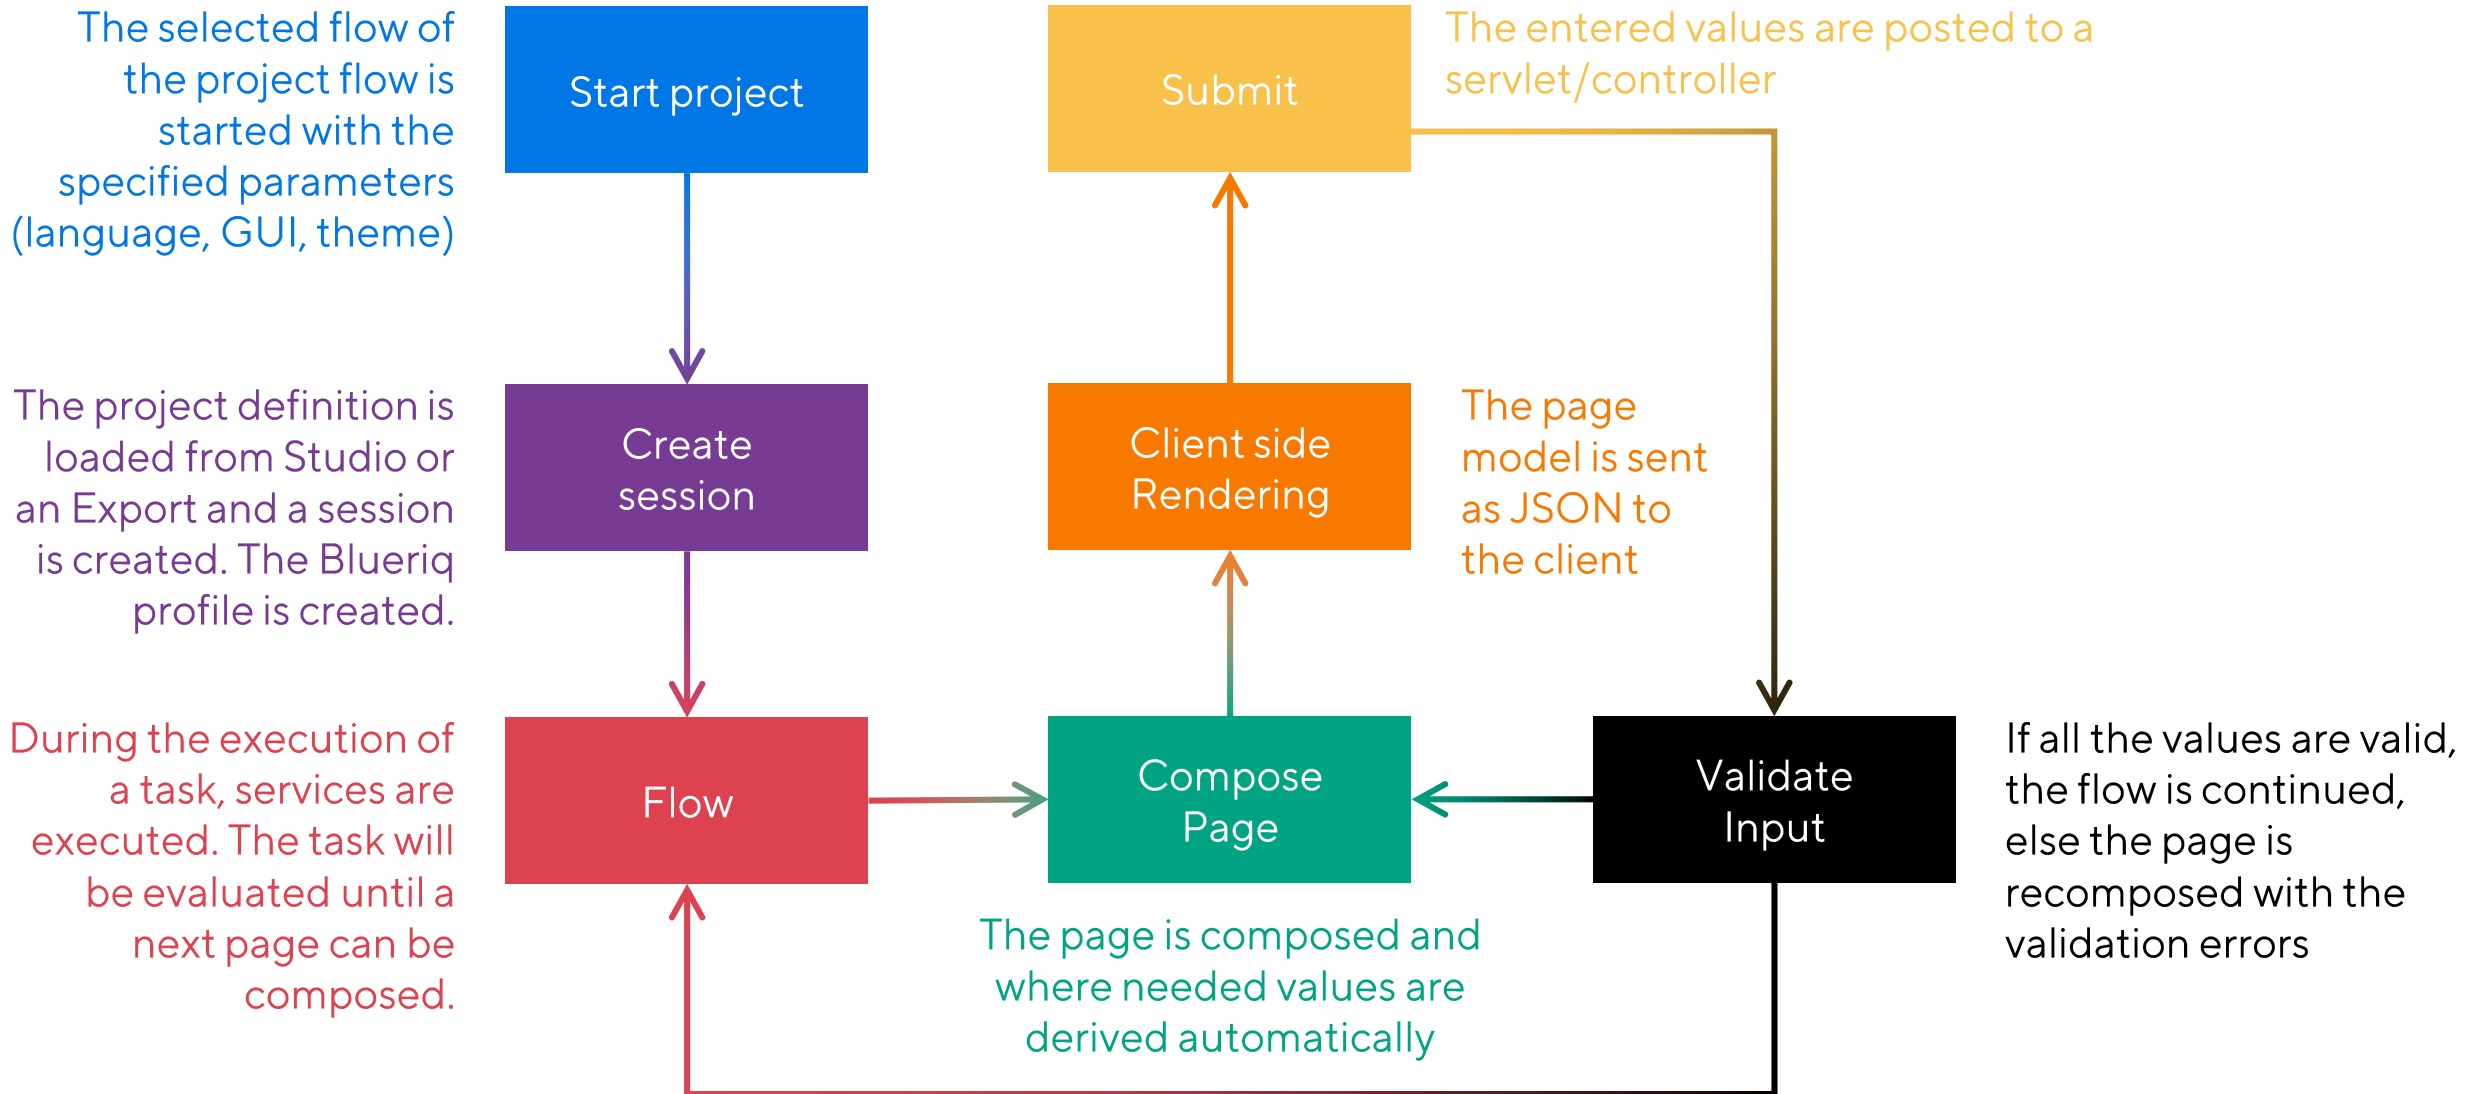 The selected flow of
the project flow is
started with the
specified parameters
(language, GUI, theme)
Start project
Submit
The entered values are posted to a
servlet/controller
The project definition is
loaded from Studio or
an Export and a session
is created. The Blueriq
profile is created.
Create
session
Client side
Rendering
The page
model is sent
as JSON to
the client
During the execution of
a task, services are
executed. The task will
be evaluated until a
next page can be
composed.
Flow
Compose
Page
The page is composed and
where needed values are
derived automatically
Validate
Input
If all the values are valid,
the flow is continued,
else the page is
recomposed with the
validation errors